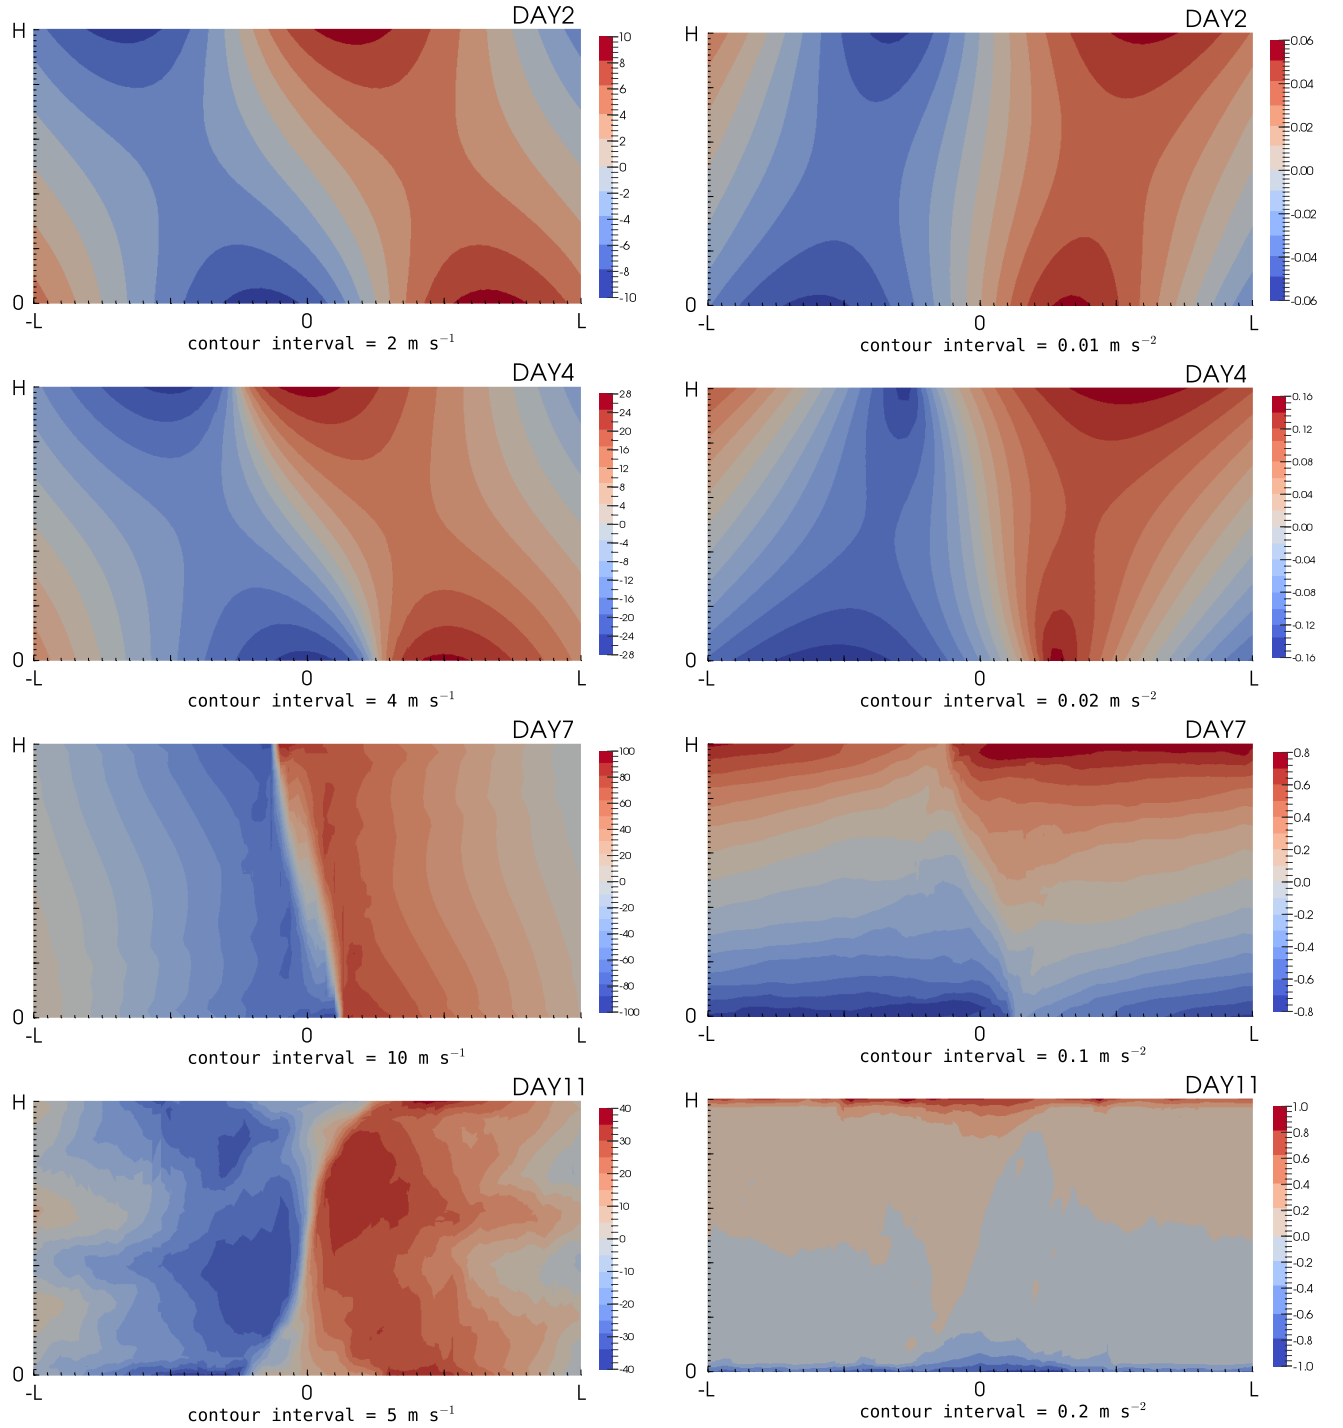 DAY2
H
10
8
6
4
2
0
-2
-4
-6
-8
-10
0
-L
0
L
contour interval = 2 m s⁻¹
DAY2
H
0.06
0.04
0.02
0.00
-0.02
-0.04
-0.06
0
-L
0
L
contour interval = 0.01 m s⁻²
DAY4
H
28
24
20
16
12
8
4
0
-4
-8
-12
-16
-20
-24
-28
0
-L
0
L
contour interval = 4 m s⁻¹
DAY4
H
0.16
0.12
0.08
0.04
0.00
-0.04
-0.08
-0.12
-0.16
0
-L
0
L
contour interval = 0.02 m s⁻²
DAY7
H
100
80
60
40
20
0
-20
-40
-60
-80
-100
0
-L
0
L
contour interval = 10 m s⁻¹
DAY7
H
0.8
0.6
0.4
0.2
0.0
-0.2
-0.4
-0.6
-0.8
0
-L
0
L
contour interval = 0.1 m s⁻²
DAY11
H
40
30
20
10
0
-10
-20
-30
-40
0
-L
0
L
contour interval = 5 m s⁻¹
DAY11
H
1.0
0.8
0.6
0.4
0.2
0.0
-0.2
-0.4
-0.6
-0.8
-1.0
0
-L
0
L
contour interval = 0.2 m s⁻²